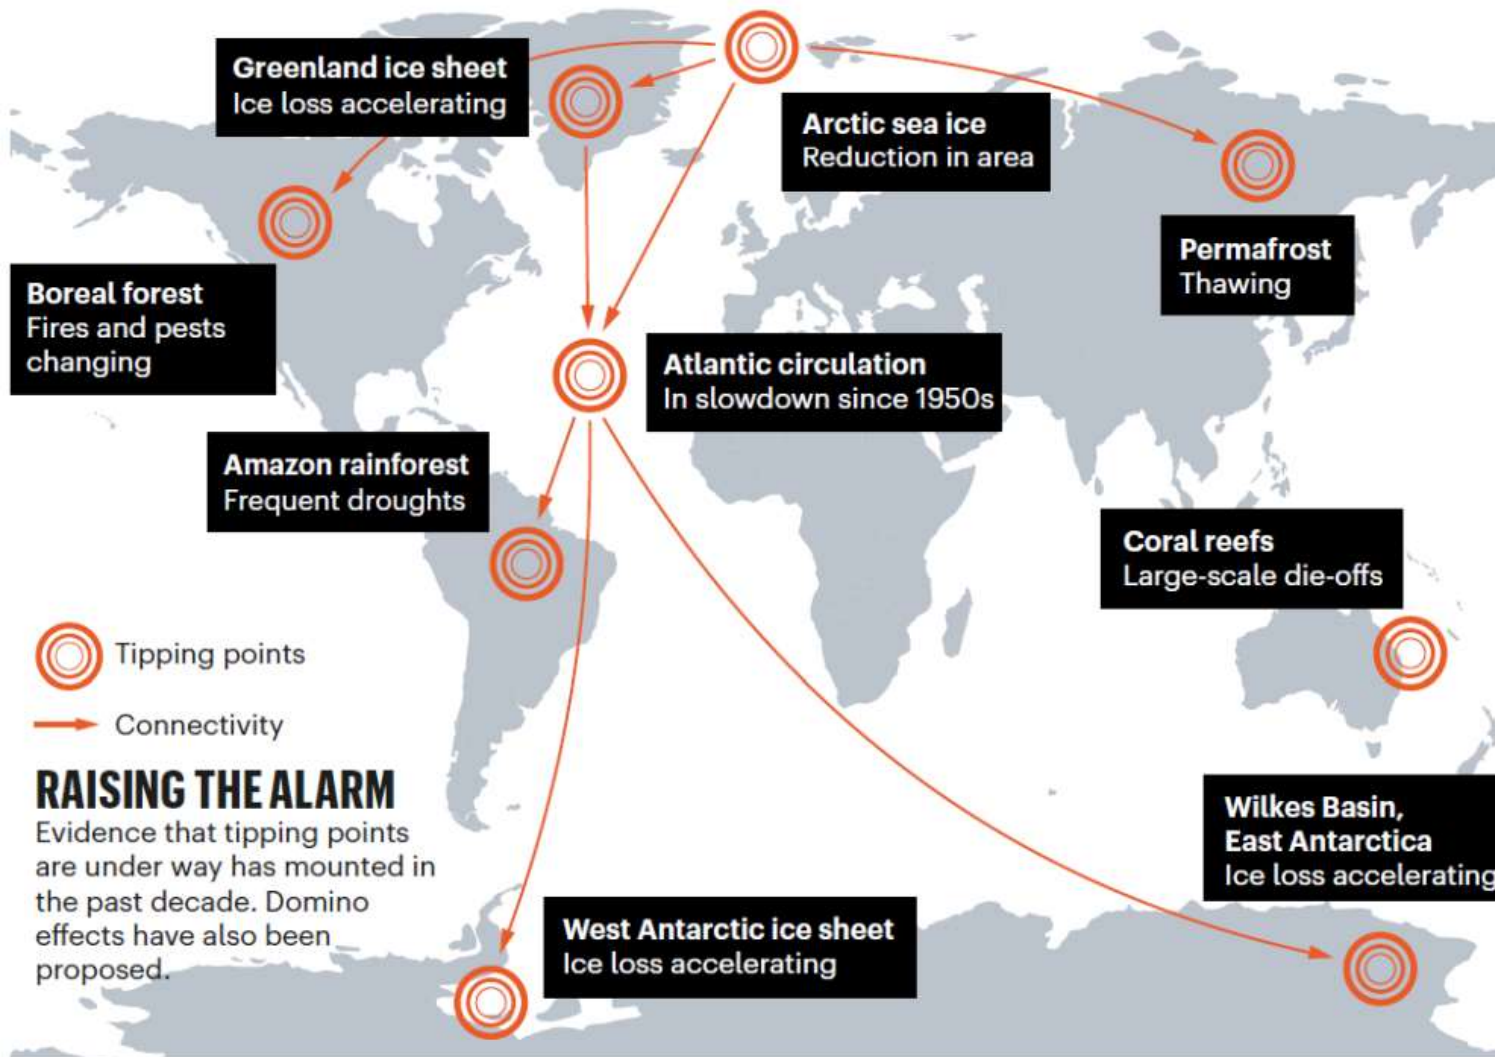 Greenland ice sheet
Ice loss accelerating
Arctic sea ice
Reduction in area
Permafrost
Thawing
Boreal forest
Fires and pests
changing
Atlantic circulation
In slowdown since 1950s
Amazon rainforest
Frequent droughts
Coral reefs
Large-scale die-offs
Tipping points
Connectivity
RAISING THE ALARM
Evidence that tipping points
are under way has mounted in
the past decade. Domino
effects have also been
proposed.
Wilkes Basin,
East Antarctica
Ice loss accelerating
West Antarctic ice sheet
Ice loss accelerating